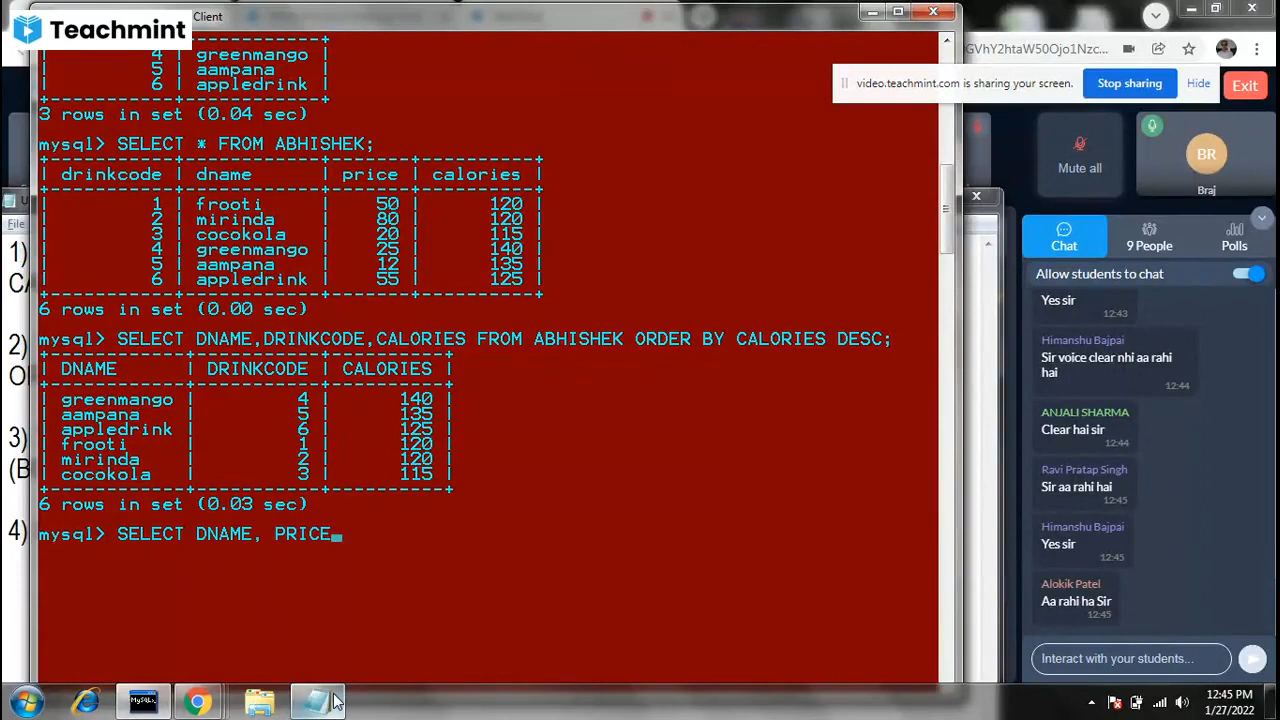 Teachmint
Client
GVhY2htaW50Ojo1Nzc...
video.teachmint.com is sharing your screen.
Stop sharing
Hide
Exit
| 4 | greenmango |
| 5 | aampana |
| 6 | appledrink |
+-----------+------------+
3 rows in set (0.04 sec)
mysql> SELECT * FROM ABHISHEK;
+-----------+------------+-------+----------+
| drinkcode | dname | price | calories |
+-----------+------------+-------+----------+
| 1 | frooti | 50 | 120 |
| 2 | mirinda | 80 | 120 |
| 3 | cocokola | 20 | 115 |
| 4 | greenmango | 25 | 140 |
| 5 | aampana | 12 | 135 |
| 6 | appledrink | 55 | 125 |
+-----------+------------+-------+----------+
6 rows in set (0.00 sec)
mysql> SELECT DNAME,DRINKCODE,CALORIES FROM ABHISHEK ORDER BY CALORIES DESC;
+------------+-----------+----------+
| DNAME | DRINKCODE | CALORIES |
+------------+-----------+----------+
| greenmango | 4 | 140 |
| aampana | 5 | 135 |
| appledrink | 6 | 125 |
| frooti | 1 | 120 |
| mirinda | 2 | 120 |
| cocokola | 3 | 115 |
+------------+-----------+----------+
6 rows in set (0.03 sec)
mysql> SELECT DNAME, PRICE
File
1)
2)
3)
(B
4)
Mute all
BR
Braj
Chat
9 People
Polls
Allow students to chat
Yes sir
12:43
Himanshu Bajpai
Sir voice clear nhi aa rahi
hai
12:44
ANJALI SHARMA
Clear hai sir
12:44
Ravi Pratap Singh
Sir aa rahi hai
12:45
Himanshu Bajpai
Yes sir
12:45
Alokik Patel
Aa rahi ha Sir
12:45
Interact with your students...
12:45 PM
1/27/2022